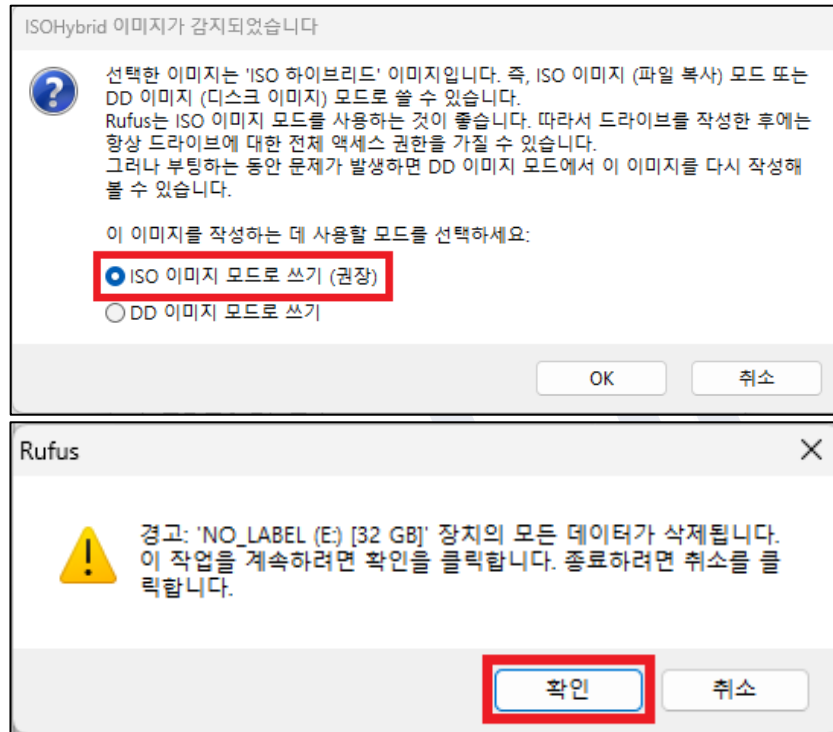 ISOHybrid 이미지가 감지되었습니다
선택한 이미지는 'ISO 하이브리드' 이미지입니다. 즉, ISO 이미지 (파일 복사) 모드 또는
DD 이미지 (디스크 이미지) 모드로 쓸 수 있습니다.
Rufus는 ISO 이미지 모드를 사용하는 것이 좋습니다. 따라서 드라이브를 작성한 후에는
항상 드라이브에 대한 전체 액세스 권한을 가질 수 있습니다.
그러나 부팅하는 동안 문제가 발생하면 DD 이미지 모드에서 이 이미지를 다시 작성해
볼 수 있습니다.
이 이미지를 작성하는 데 사용할 모드를 선택하세요:
ISO 이미지 모드로 쓰기 (권장)
DD 이미지 모드로 쓰기
OK 취소
Rufus
경고: 'NO_LABEL (E:) [32 GB]' 장치의 모든 데이터가 삭제됩니다.
이 작업을 계속하려면 확인을 클릭합니다. 종료하려면 취소를 클
릭합니다.
확인 취소